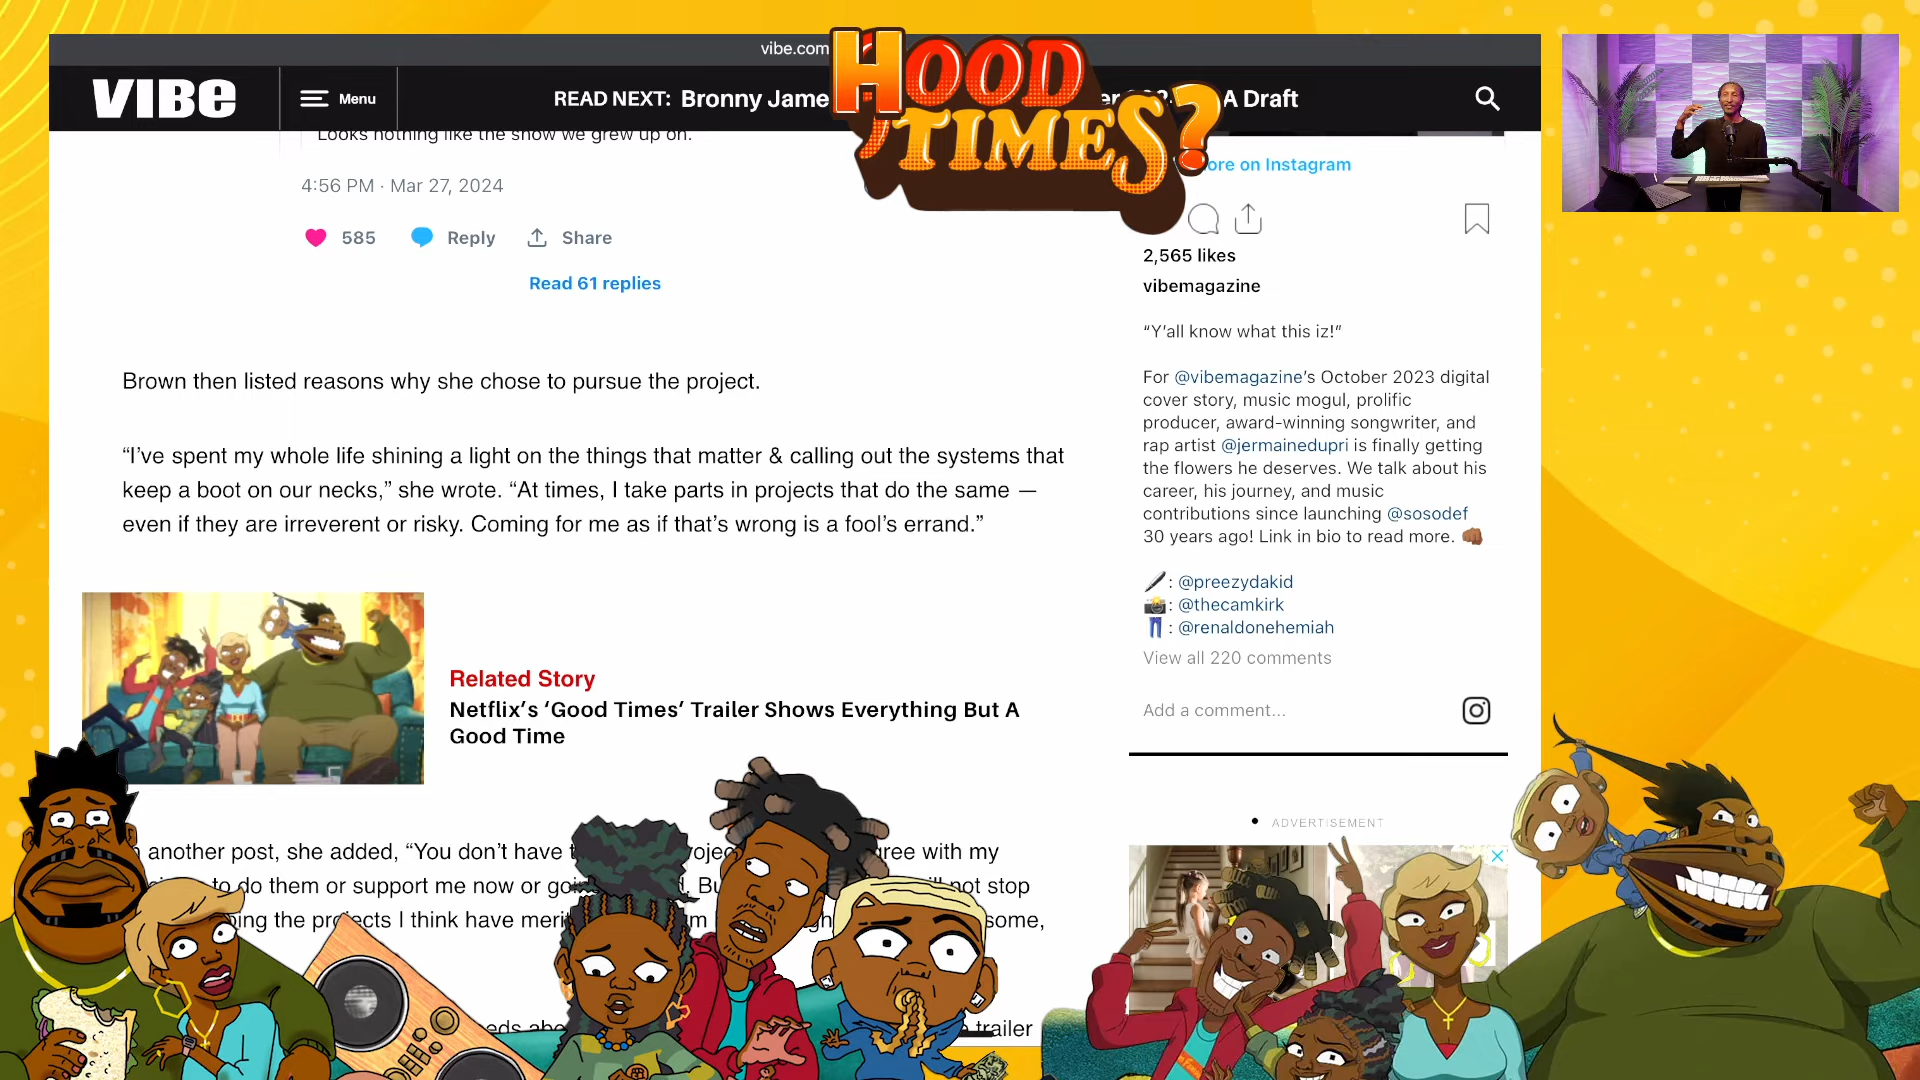 vibe.com
HOOD
TIMES?
VIBE
Menu
READ NEXT: Bronny Jame
A Draft
Looks nothing like the show we grew up on.
4:56 PM · Mar 27, 2024
585 Reply Share
Read 61 replies
Brown then listed reasons why she chose to pursue the project.
“I’ve spent my whole life shining a light on the things that matter & calling out the systems that
keep a boot on our necks,” she wrote. “At times, I take parts in projects that do the same —
even if they are irreverent or risky. Coming for me as if that’s wrong is a fool’s errand.”
Related Story
Netflix’s ‘Good Times’ Trailer Shows Everything But A
Good Time
another post, she added, “You don’t have
with my
to do them or support me now or
not stop
the projects I think have
some,
trailer
on Instagram
2,565 likes
vibemagazine
“Y’all know what this iz!”
For @vibemagazine’s October 2023 digital
cover story, music mogul, prolific
producer, award-winning songwriter, and
rap artist @jermainedupri is finally getting
the flowers he deserves. We talk about his
career, his journey, and music
contributions since launching @sosodef
30 years ago! Link in bio to read more. 👊🏾
🖊: @preezydakid
📸: @thecamkirk
👖: @renaldonehemiah
View all 220 comments
Add a comment...
ADVERTISEMENT